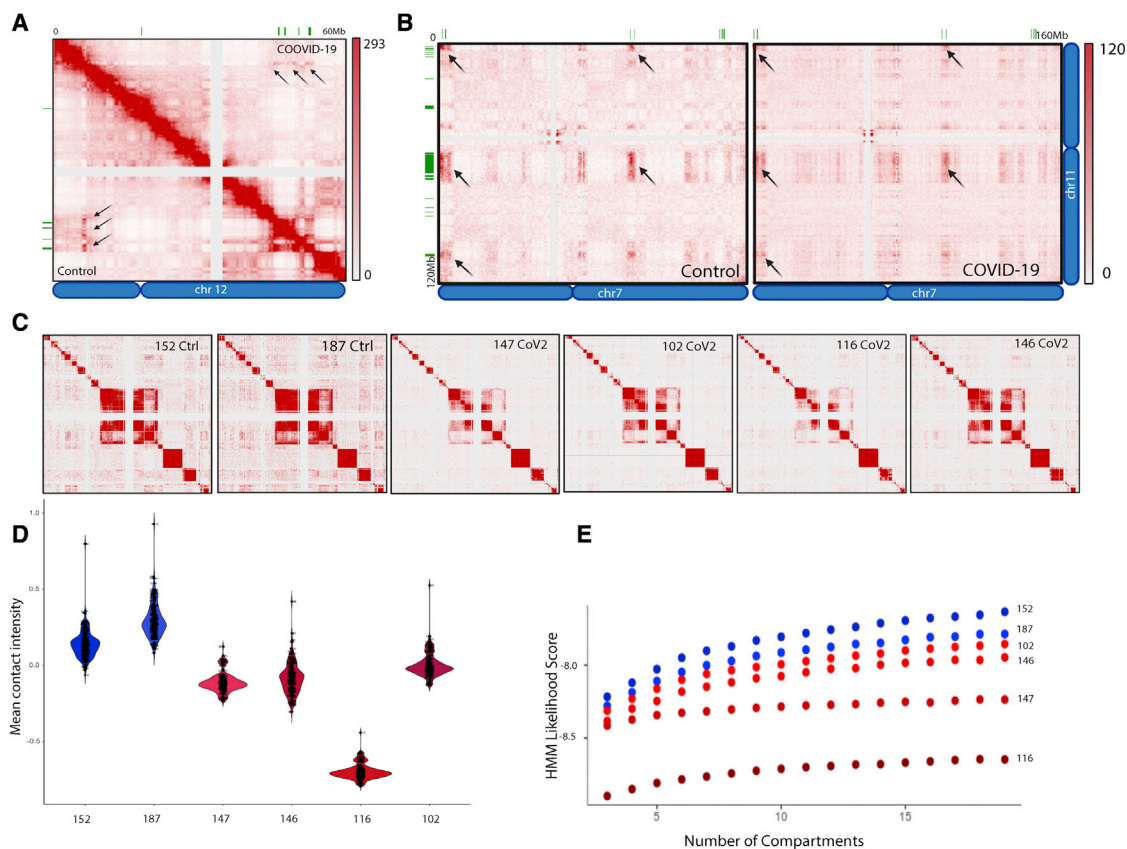 A
B
0
60Mb
COOVID-19
293
0
Control
chr 12
0
160Mb
120
120Mb
Control
COVID-19
0
chr11
chr7
chr7
C
152 Ctrl
187 Ctrl
147 CoV2
102 CoV2
116 CoV2
146 CoV2
D
E
Mean contact intensity
1.0
0.5
0.0
-0.5
152
187
147
146
116
102
HMM Likelihood Score
-8.0
-8.5
152
187
102
146
147
116
5
10
15
Number of Compartments